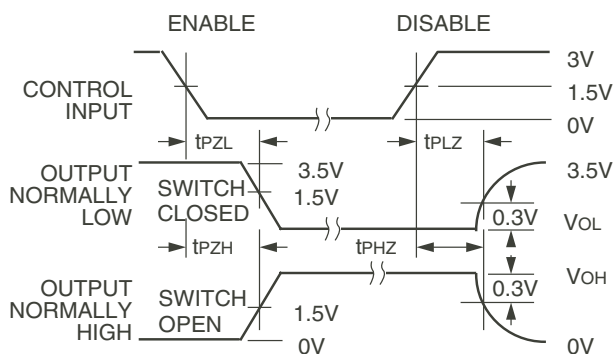 ENABLE
DISABLE
CONTROL
INPUT
3V
1.5V
0V
tPZL
tPLZ
OUTPUT
NORMALLY
LOW
SWITCH
CLOSED
3.5V
1.5V
3.5V
0.3V
VOL
tPZH
tPHZ
OUTPUT
NORMALLY
HIGH
SWITCH
OPEN
1.5V
0V
VOH
0.3V
0V